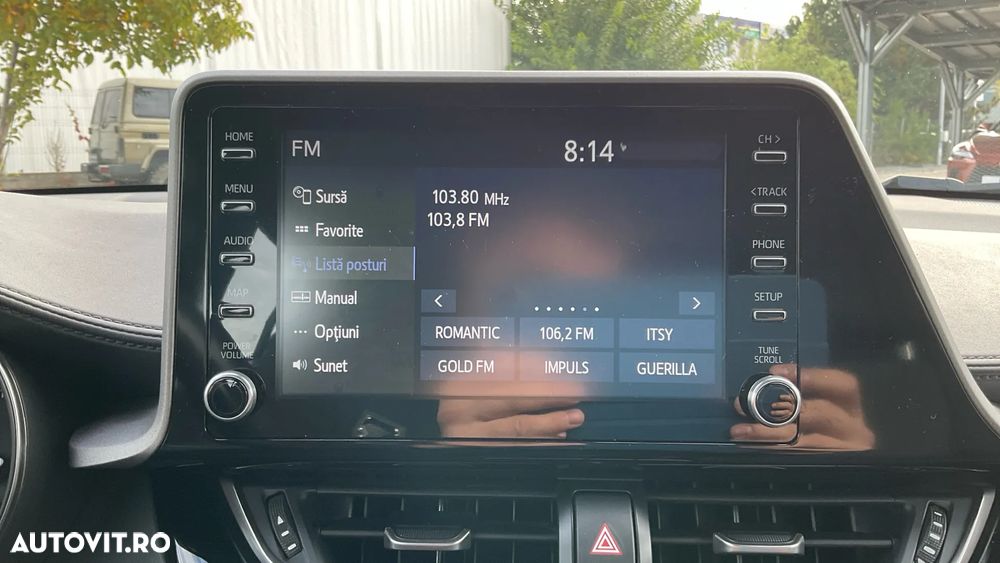 HOME
MENU
AUDIO
MAP
POWER
VOLUME
FM
8:14
Sursă
Favorite
Listă posturi
Manual
Opțiuni
Sunet
103.80 MHz
103,8 FM
ROMANTIC
106,2 FM
ITSY
GOLD FM
IMPULS
GUERILLA
CH >
< TRACK
PHONE
SETUP
TUNE
SCROLL
AUTOVIT.RO